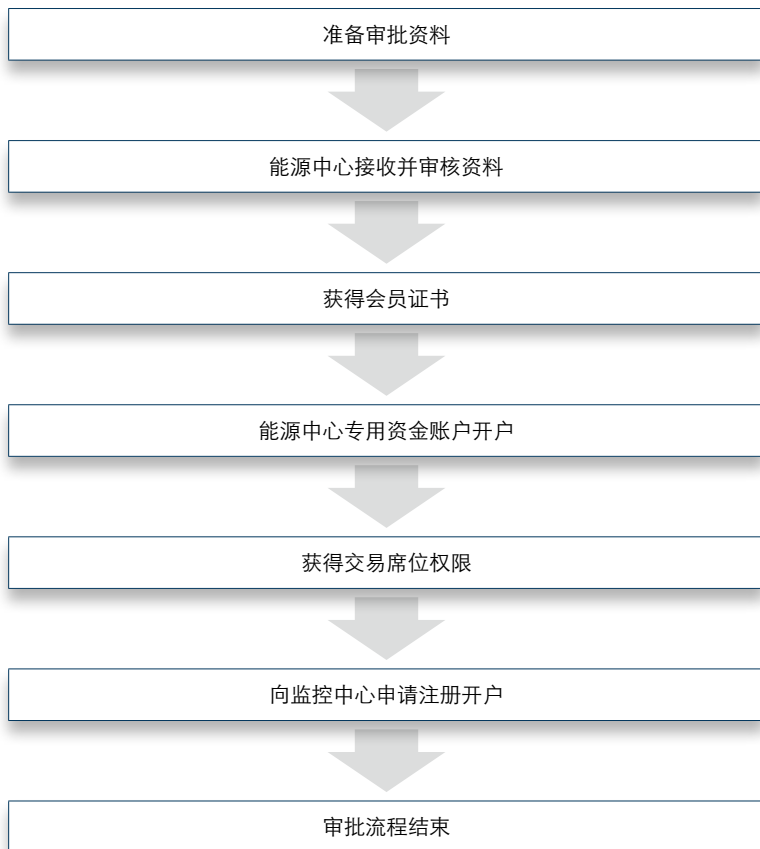 准备审批资料
能源中心接收并审核资料
获得会员证书
能源中心专用资金账户开户
获得交易席位权限
向监控中心申请注册开户
审批流程结束